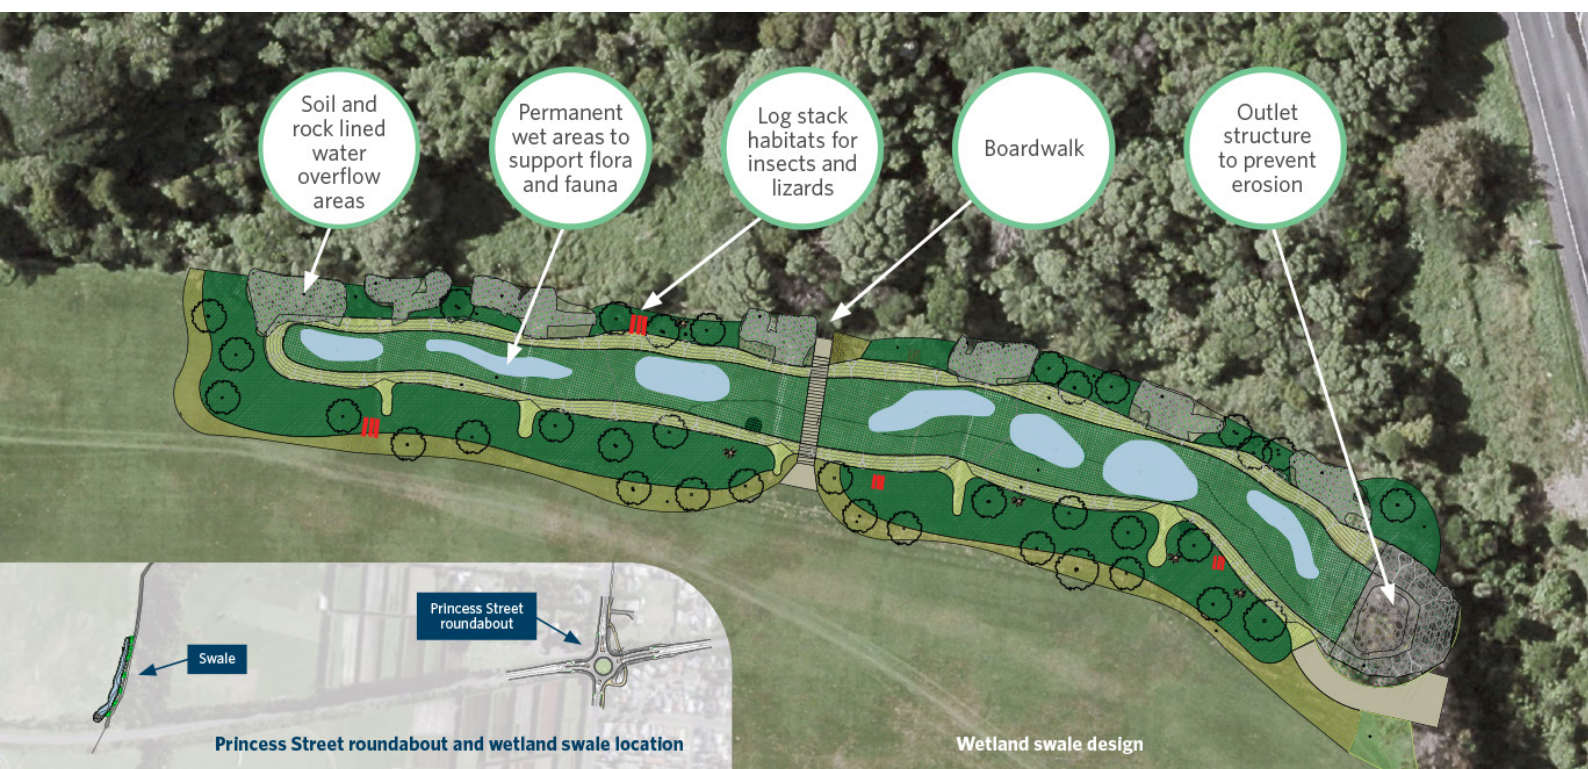 Soil and
rock lined
water
overflow
areas
Permanent
wet areas to
support flora
and fauna
Log stack
habitats for
insects and
lizards
Boardwalk
Outlet
structure
to prevent
erosion
Princess Street
roundabout
Swale
Princess Street roundabout and wetland swale location
Wetland swale design